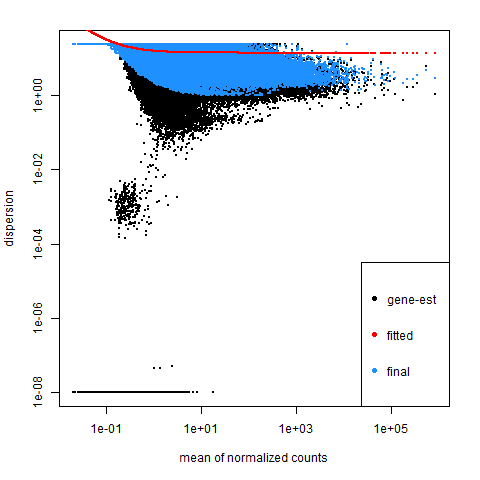 dispersion
1e+00
1e-02
1e-04
1e-06
1e-08
gene-est
fitted
final
1e-01
1e+01
1e+03
1e+05
mean of normalized counts